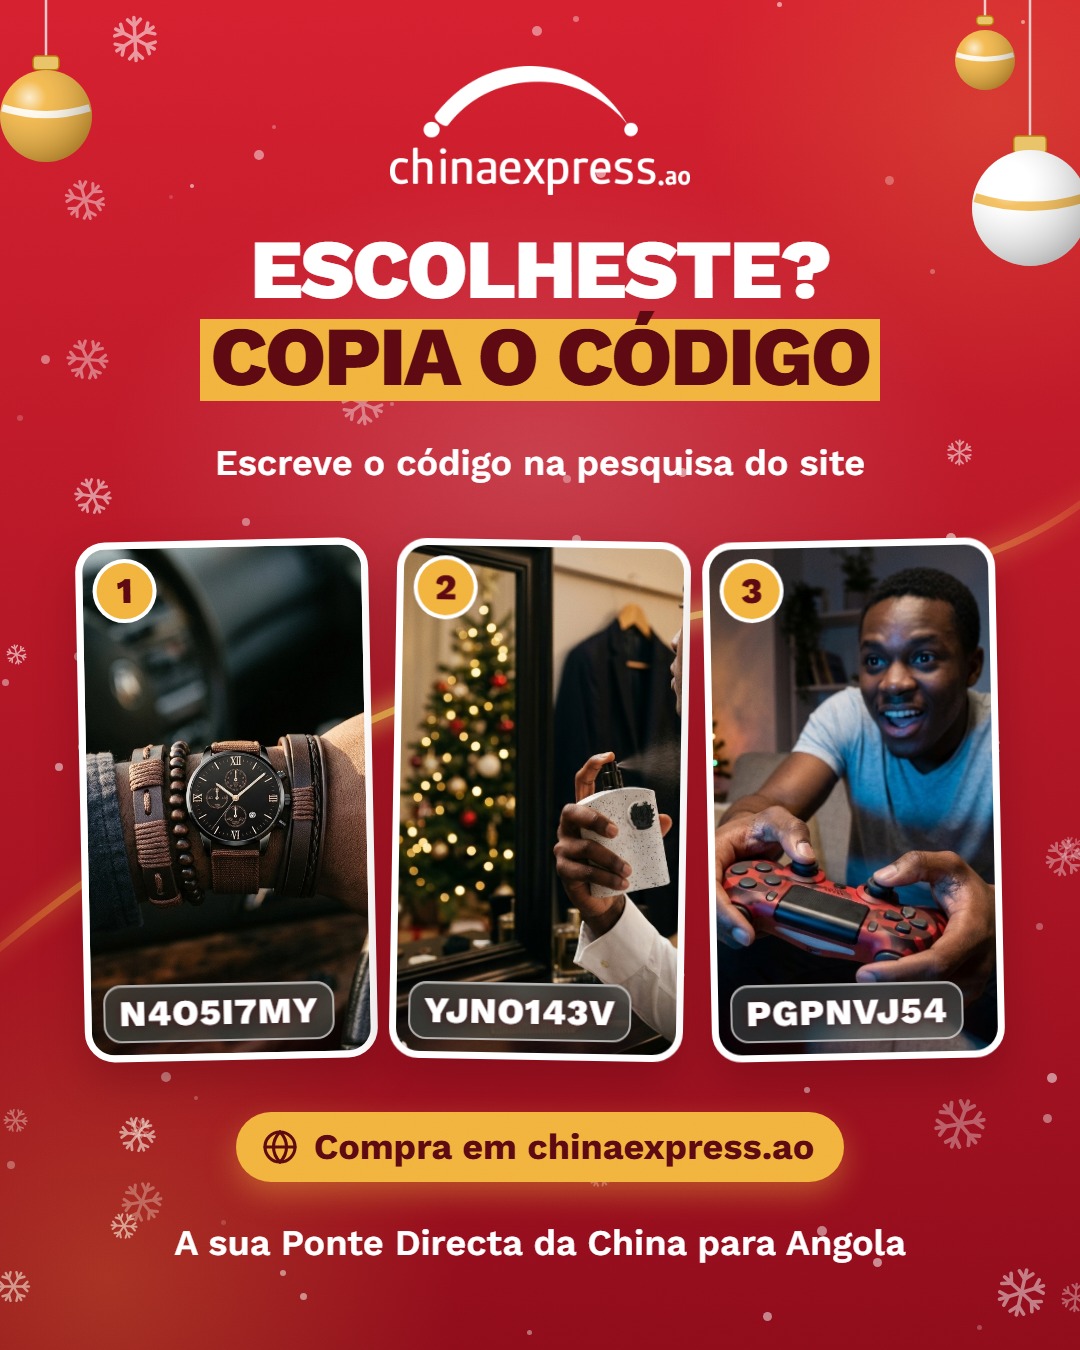 chinaexpress.ao
ESCOLHESTE?
COPIA O CÓDIGO
Escreve o código na pesquisa do site
1
2
3
N4O5I7MY
YJNO143V
PGPNVJ54
Compra em chinaexpress.ao
A sua Ponte Directa da China para Angola